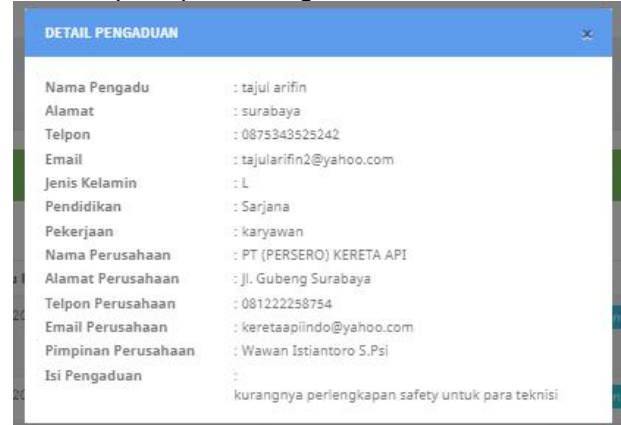 DETAIL PENGADUAN x
Nama Pengadu : tajul arifin
Alamat : surabaya
Telpon : 0875343525242
Email : tajularifin2@yahoo.com
Jenis Kelamin : L
Pendidikan : Sarjana
Pekerjaan : karyawan
Nama Perusahaan : PT (PERSERO) KERETA API
Alamat Perusahaan : Jl. Gubeng Surabaya
Telpon Perusahaan : 081222258754
Email Perusahaan : keretaapiindo@yahoo.com
Pimpinan Perusahaan : Wawan Istiantoro S.Psi
Isi Pengaduan :
kurangnya perlengkapan safety untuk para teknisi